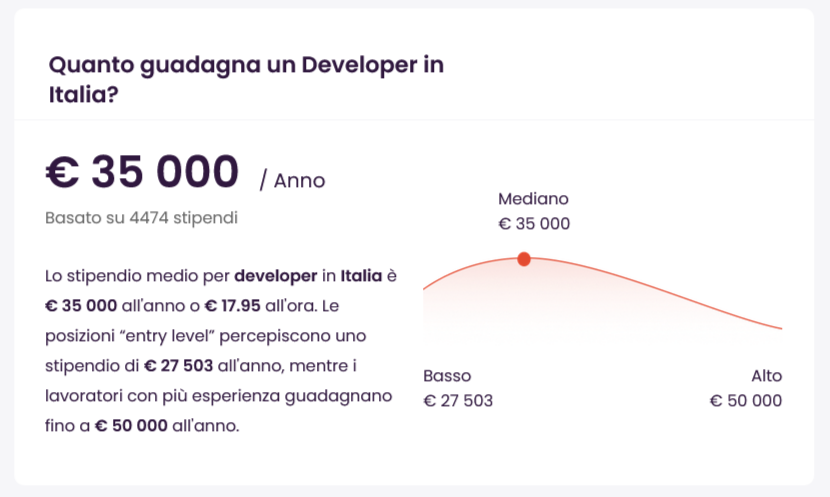 Quanto guadagna un Developer in
Italia?
€ 35 000 / Anno
Basato su 4474 stipendi
Lo stipendio medio per developer in Italia è
€ 35 000 all'anno o € 17.95 all'ora. Le
posizioni “entry level” percepiscono uno
stipendio di € 27 503 all'anno, mentre i
lavoratori con più esperienza guadagnano
fino a € 50 000 all'anno.
Mediano
€ 35 000
Basso
€ 27 503
Alto
€ 50 000